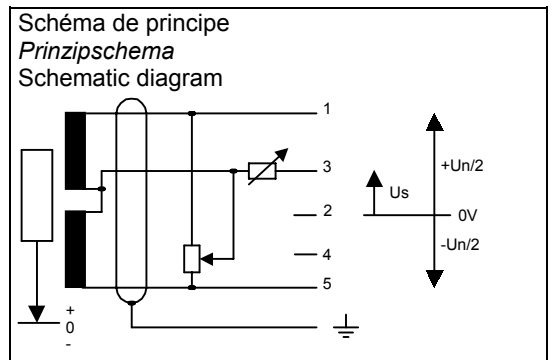 Schéma de principe
Prinzipschema
Schematic diagram
1
3
2
4
5
+Un/2
Us
0V
-Un/2
+
0
-